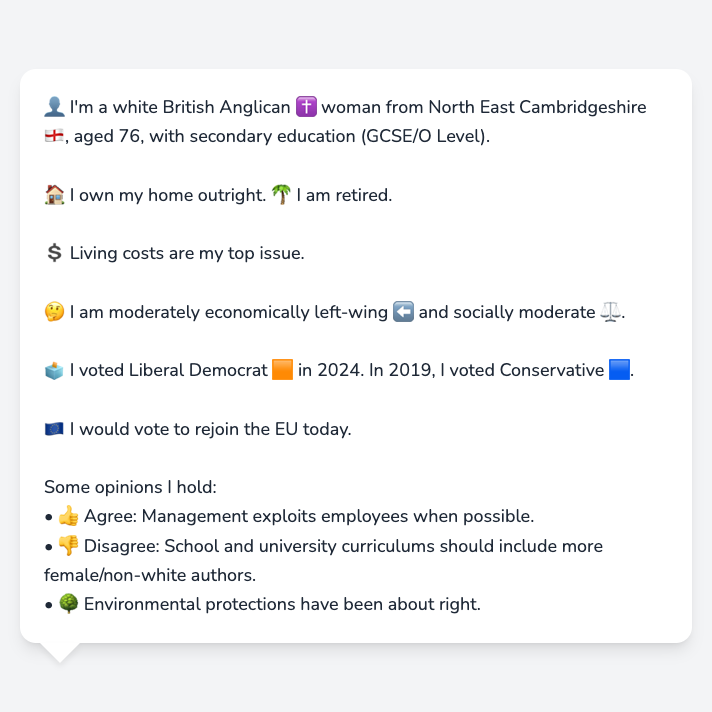 👤 I'm a white British Anglican ✝️ woman from North East Cambridgeshire
🏴󠁧󠁢󠁥󠁮󠁧󠁿, aged 76, with secondary education (GCSE/O Level).
🏠 I own my home outright. 🌴 I am retired.
💲 Living costs are my top issue.
🤔 I am moderately economically left-wing ⬅️ and socially moderate ⚖️.
🗳️ I voted Liberal Democrat 🟧 in 2024. In 2019, I voted Conservative 🟦.
🇪🇺 I would vote to rejoin the EU today.
Some opinions I hold:
• 👍 Agree: Management exploits employees when possible.
• 👎 Disagree: School and university curriculums should include more
female/non-white authors.
• 🌳 Environmental protections have been about right.